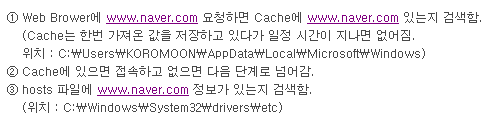 ① Web Brower에 www.naver.com 요청하면 Cache에 www.naver.com 있는지 검색함.
(Cache는 한번 가져온 값을 저장하고 있다가 일정 시간이 지나면 없어짐.
위치 : C:₩Users₩KOROMOON₩AppData₩Local₩Microsoft₩Windows)
② Cache에 있으면 접속하고 없으면 다음 단계로 넘어감.
③ hosts 파일에 www.naver.com 정보가 있는지 검색함.
(위치 : C:₩Windows₩System32₩drivers₩etc)